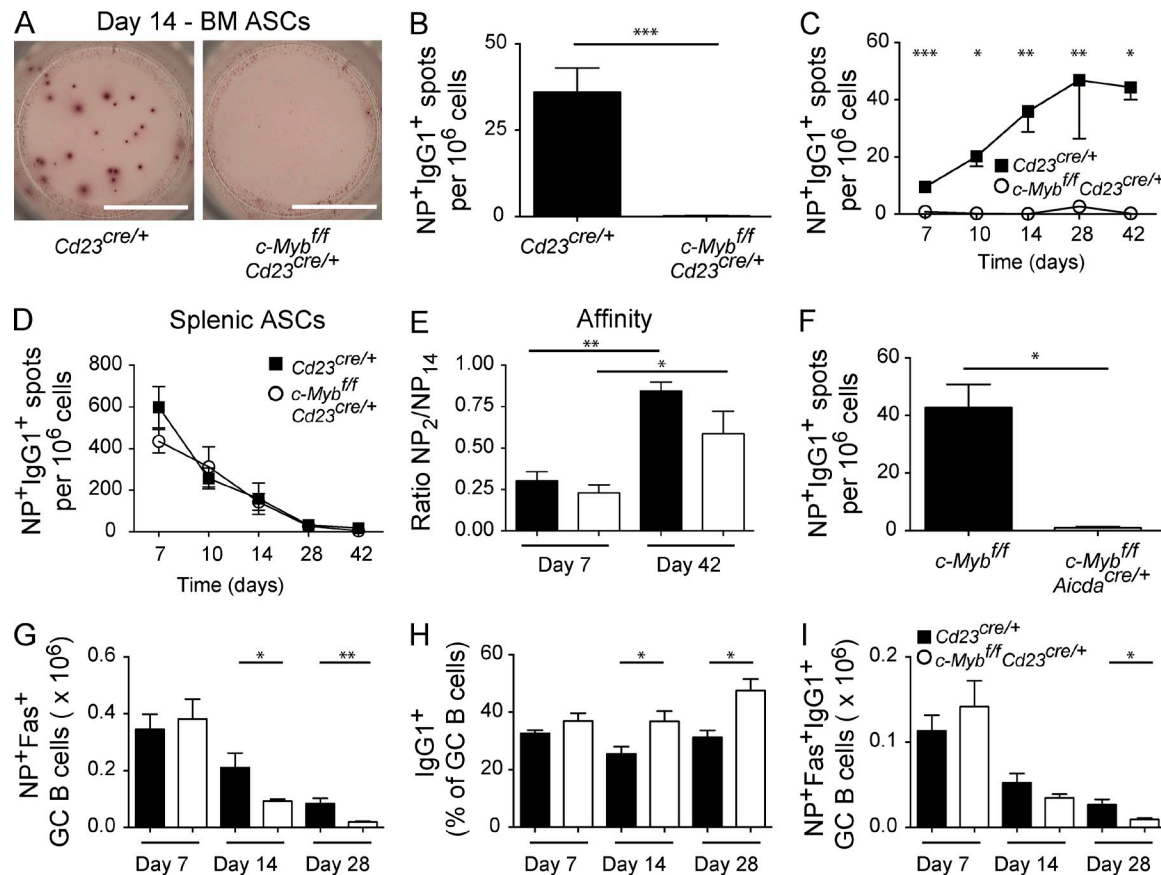 A Day 14 - BM ASCs
Cd23cre/+
c-Mybf/f
Cd23cre/+
B
NP+IgG1+ spots
per 106 cells
50
25
0
***
Cd23cre/+
c-Mybf/f
Cd23cre/+
C
NP+IgG1+ spots
per 106 cells
60
40
20
0
*** * ** ** *
Cd23cre/+
c-Mybf/f Cd23cre/+
7 10 14 28 42
Time (days)
D Splenic ASCs
NP+IgG1+ spots
per 106 cells
800
600
400
200
0
Cd23cre/+
c-Mybf/f
Cd23cre/+
7 10 14 28 42
Time (days)
E Affinity
Ratio NP2/NP14
1.00
0.75
0.50
0.25
0.00
**
*
Day 7 Day 42
F
NP+IgG1+ spots
per 106 cells
60
40
20
0
*
c-Mybf/f
c-Mybf/f
Aicdacre/+
G
NP+Fas+
GC B cells ( x 106)
0.6
0.4
0.2
0.0
* **
Day 7 Day 14 Day 28
H
IgG1+
(% of GC B cells)
60
40
20
0
* *
Day 7 Day 14 Day 28
I
NP+Fas+IgG1+
GC B cells ( x 106)
0.2
0.1
0.0
Cd23cre/+
c-Mybf/f Cd23cre/+
*
Day 7 Day 14 Day 28